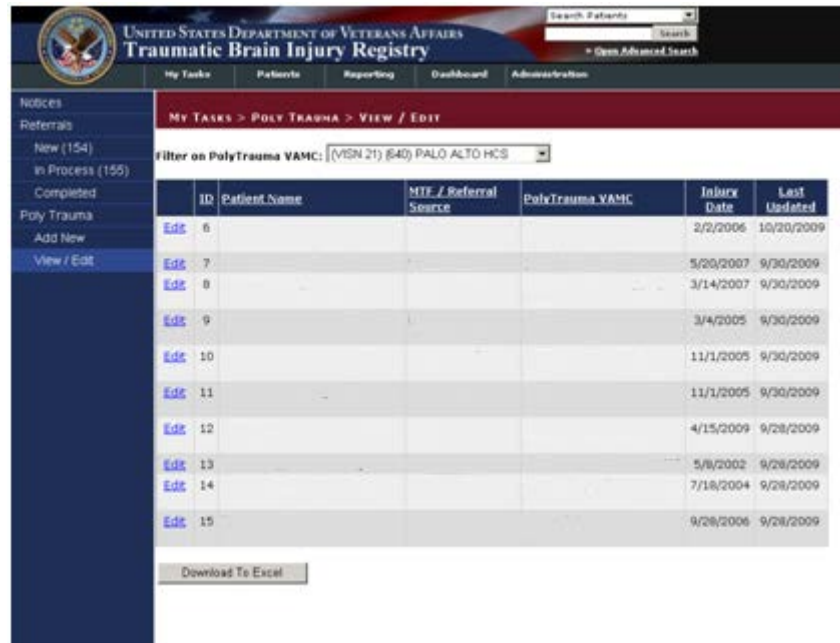 UNITED STATES DEPARTMENT OF VETERANS AFFAIRS
Traumatic Brain Injury Registry
Search Patients
Search
» Open Advanced Search
My Tasks Patients Reporting Dashboard Administration
Notices
Referrals
New (154)
In Process (155)
Completed
Poly Trauma
Add New
View / Edit
MY TASKS > POLY TRAUMA > VIEW / EDIT
Filter on PolyTrauma VAMC: (VISN 21) (640) PALO ALTO HCS
ID Patient Name MTF / Referral Source PolyTrauma VAMC Injury Date Last Updated
Edit 6 2/2/2006 10/20/2009
Edit 7 5/20/2007 9/30/2009
Edit 8 3/14/2007 9/30/2009
Edit 9 3/4/2005 9/30/2009
Edit 10 11/1/2005 9/30/2009
Edit 11 11/1/2005 9/30/2009
Edit 12 4/15/2009 9/28/2009
Edit 13 5/8/2002 9/28/2009
Edit 14 7/18/2004 9/28/2009
Edit 15 9/28/2006 9/28/2009
Download To Excel